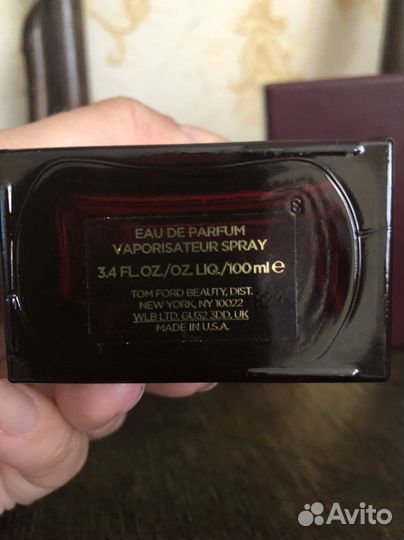 EAU DE PARFUM
VAPORISATEUR SPRAY
3.4 FL.OZ./OZ. LIQ./100 ml ℮
TOM FORD BEAUTY, DIST.
NEW YORK, NY 10022
WLB LTD. GU32 3DD, UK
MADE IN U.S.A.
Avito